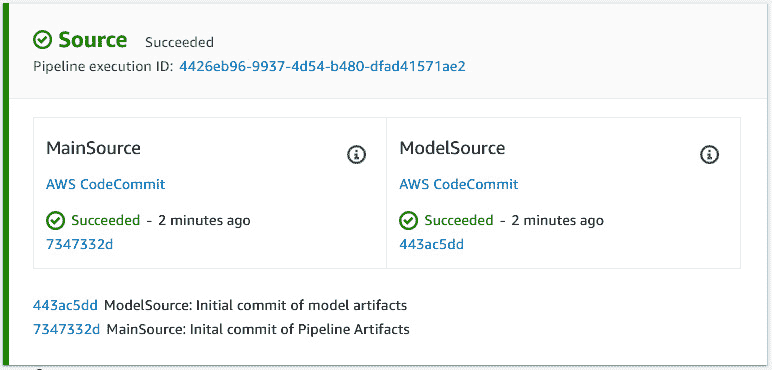 Source Succeeded
Pipeline execution ID: 4426eb96-9937-4d54-b480-dfad41571ae2
MainSource
AWS CodeCommit
Succeeded - 2 minutes ago
7347332d
ModelSource
AWS CodeCommit
Succeeded - 2 minutes ago
443ac5dd
443ac5dd ModelSource: Initial commit of model artifacts
7347332d MainSource: Inital commit of Pipeline Artifacts